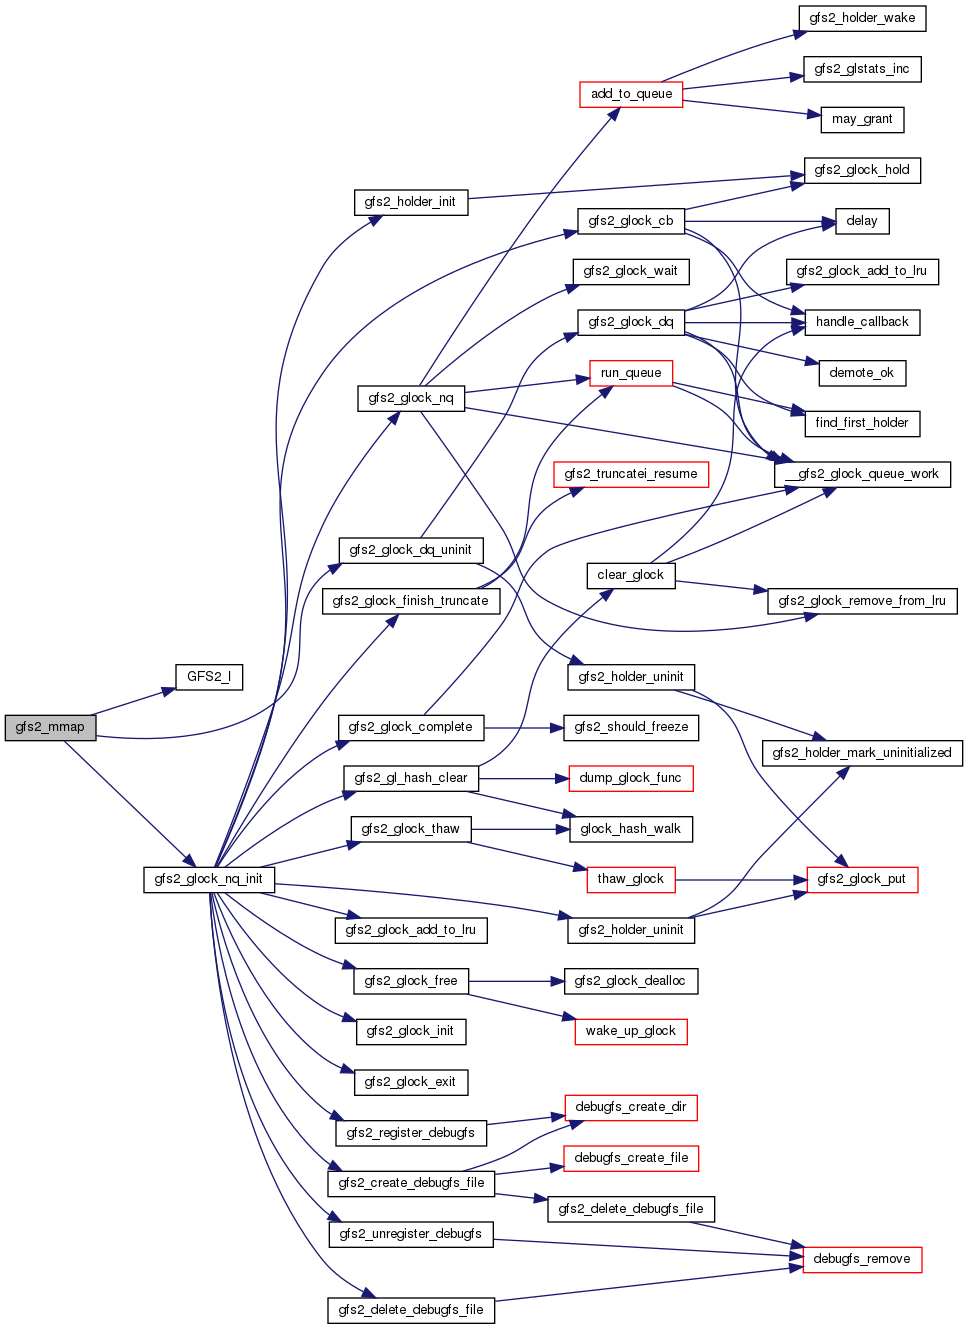 gfs2_holder_wake
gfs2_glstats_inc
add_to_queue
may_grant
gfs2_glock_hold
gfs2_holder_init
gfs2_glock_cb
delay
gfs2_glock_wait
gfs2_glock_add_to_lru
gfs2_glock_dq
handle_callback
run_queue
demote_ok
gfs2_glock_nq
find_first_holder
gfs2_truncatei_resume
__gfs2_glock_queue_work
gfs2_glock_dq_uninit
clear_glock
gfs2_glock_finish_truncate
gfs2_glock_remove_from_lru
GFS2_I
gfs2_holder_uninit
gfs2_mmap
gfs2_glock_complete
gfs2_should_freeze
gfs2_holder_mark_uninitialized
gfs2_gl_hash_clear
dump_glock_func
gfs2_glock_thaw
glock_hash_walk
gfs2_glock_nq_init
thaw_glock
gfs2_glock_put
gfs2_glock_add_to_lru
gfs2_holder_uninit
gfs2_glock_free
gfs2_glock_dealloc
gfs2_glock_init
wake_up_glock
gfs2_glock_exit
debugfs_create_dir
gfs2_register_debugfs
debugfs_create_file
gfs2_create_debugfs_file
gfs2_delete_debugfs_file
gfs2_unregister_debugfs
debugfs_remove
gfs2_delete_debugfs_file